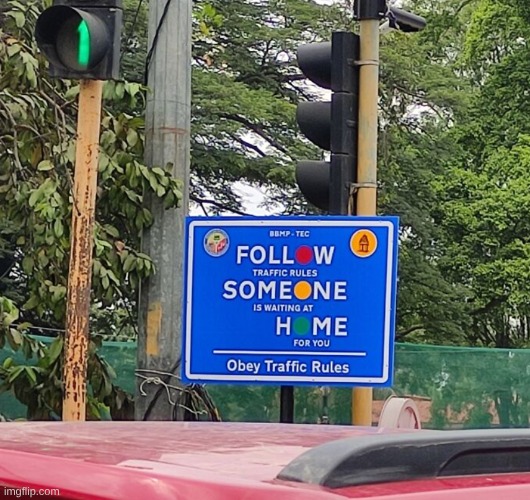 BBMP - TEC
FOLLOW
TRAFFIC RULES
SOMEONE
IS WAITING AT
HOME
FOR YOU
Obey Traffic Rules
imgflip.com